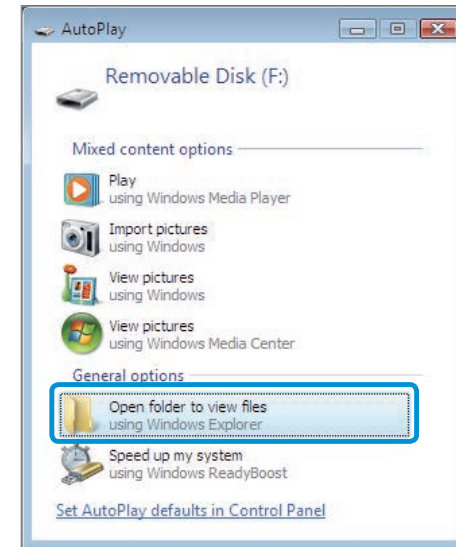 AutoPlay
Removable Disk (F:)
Mixed content options
Play
using Windows Media Player
Import pictures
using Windows
View pictures
using Windows
View pictures
using Windows Media Center
General options
Open folder to view files
using Windows Explorer
Speed up my system
using Windows ReadyBoost
Set AutoPlay defaults in Control Panel